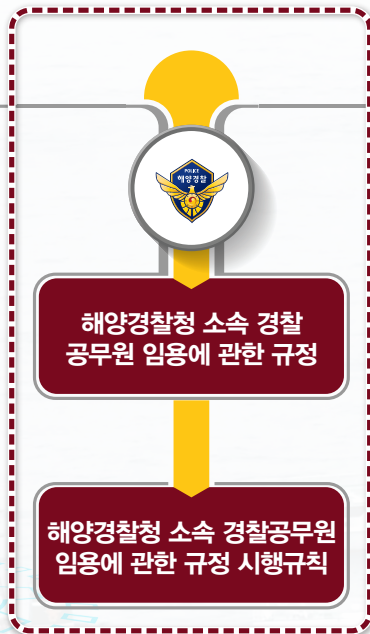 POLICE
해양경찰
해양경찰청 소속 경찰
공무원 임용에 관한 규정
해양경찰청 소속 경찰공무원
임용에 관한 규정 시행규칙